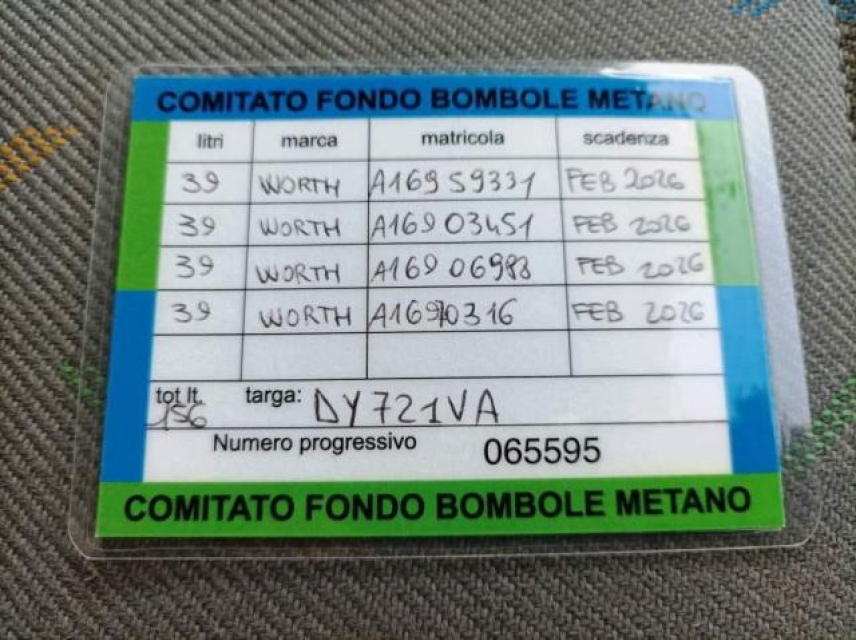 COMITATO FONDO BOMBOLE METANO
litri marca matricola scadenza
39 WORTH A16959331 FEB 2026
39 WORTH A16903451 FEB 2026
39 WORTH A16906988 FEB 2026
39 WORTH FEB 2026
tot lt. 156 targa: DY721VA
Numero progressivo 065595
COMITATO FONDO BOMBOLE METANO